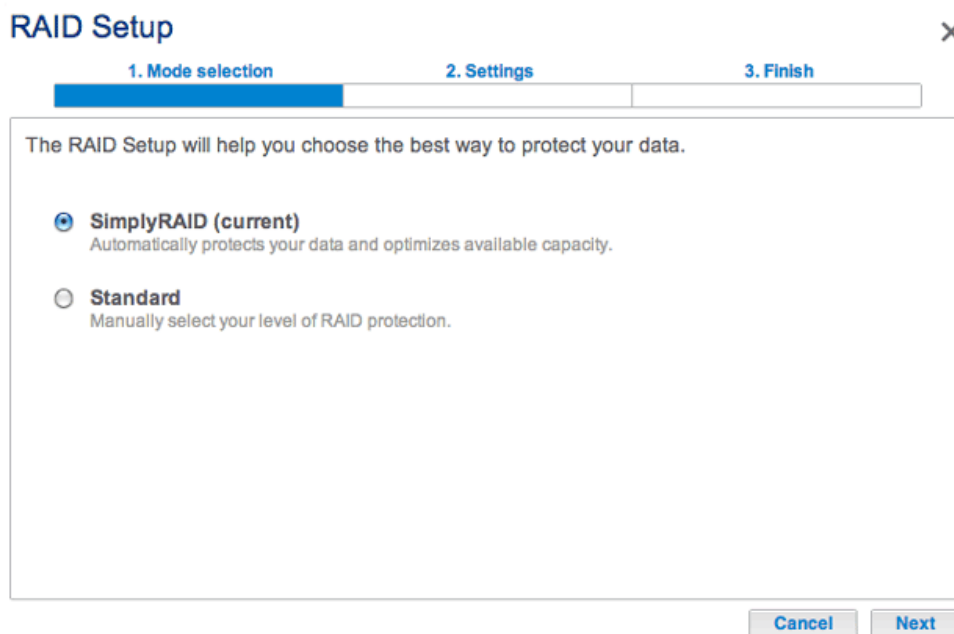 RAID Setup
1. Mode selection 2. Settings 3. Finish
The RAID Setup will help you choose the best way to protect your data.
SimplyRAID (current)
Automatically protects your data and optimizes available capacity.
Standard
Manually select your level of RAID protection.
Cancel Next